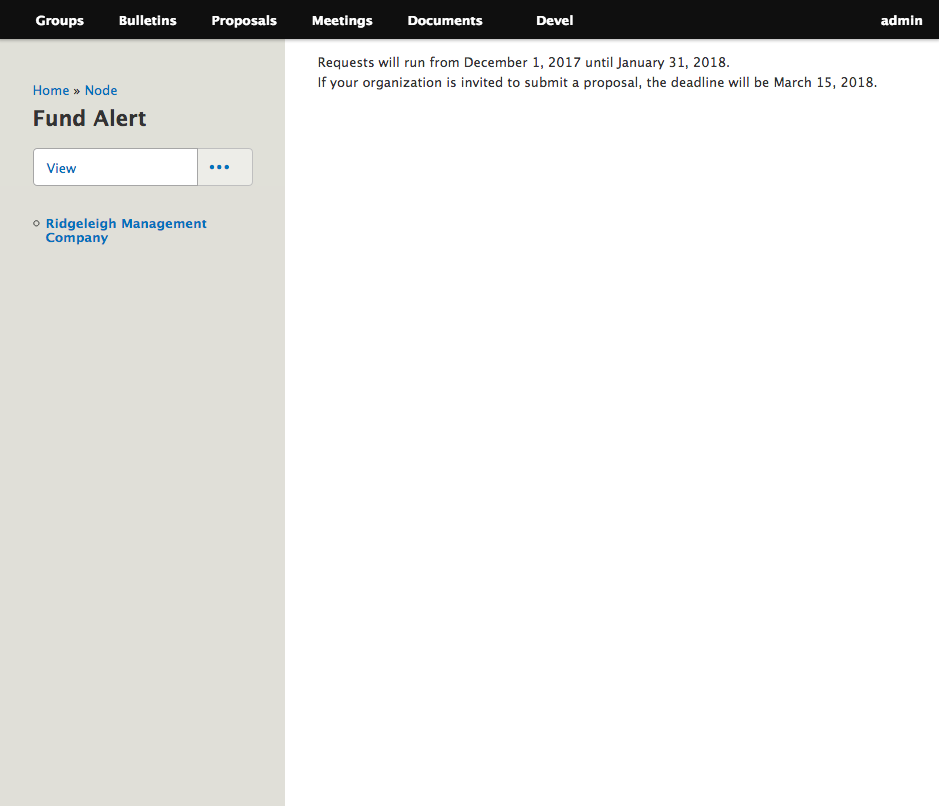 Groups Bulletins Proposals Meetings Documents Devel admin
Home » Node
Fund Alert
View •••
Ridgeleigh Management
Company
Requests will run from December 1, 2017 until January 31, 2018.
If your organization is invited to submit a proposal, the deadline will be March 15, 2018.